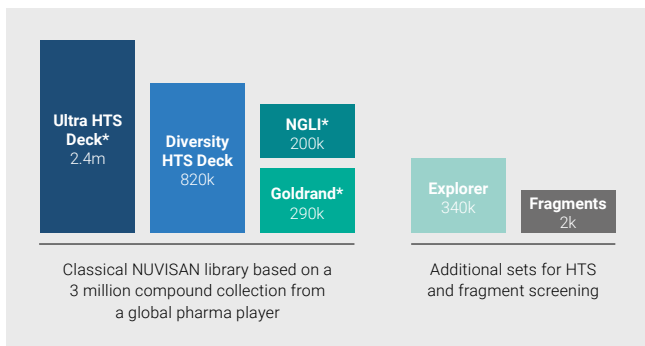 Ultra HTS
Deck*
2.4m
Diversity
HTS Deck
820k
NGLI*
200k
Goldrand*
290k
Explorer
340k
Fragments
2k
Classical NUVISAN library based on a
3 million compound collection from
a global pharma player
Additional sets for HTS
and fragment screening